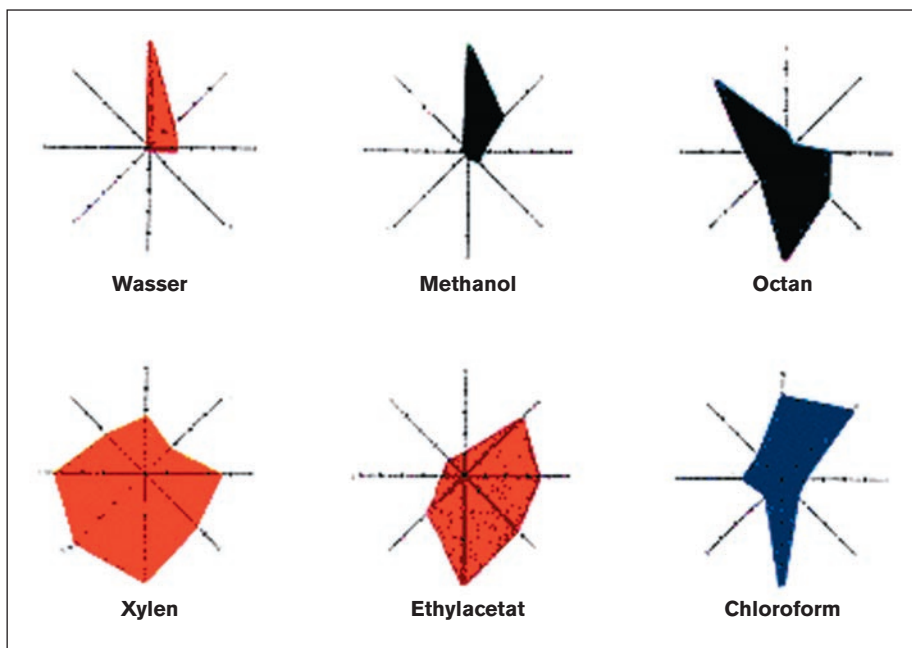 Wasser
Methanol
Octan
Xylen
Ethylacetat
Chloroform